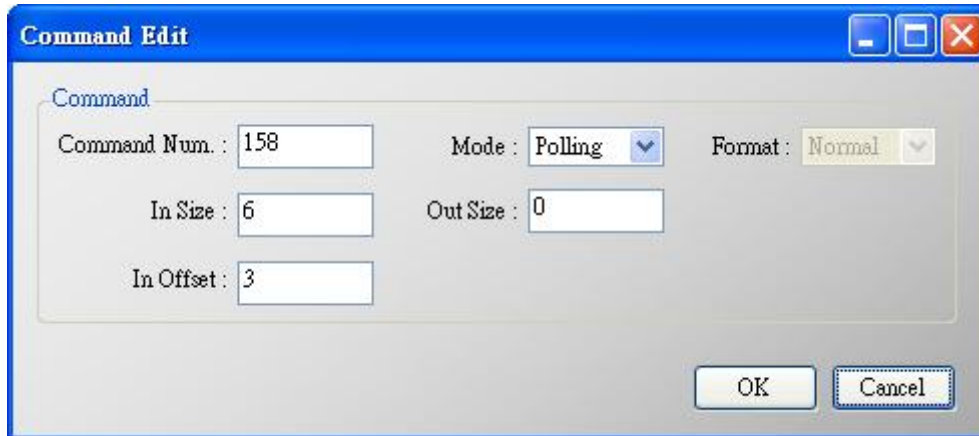 Command Edit
Command
Command Num. : 158 Mode : Polling Format : Normal
In Size : 6 Out Size : 0
In Offset : 3
OK Cancel